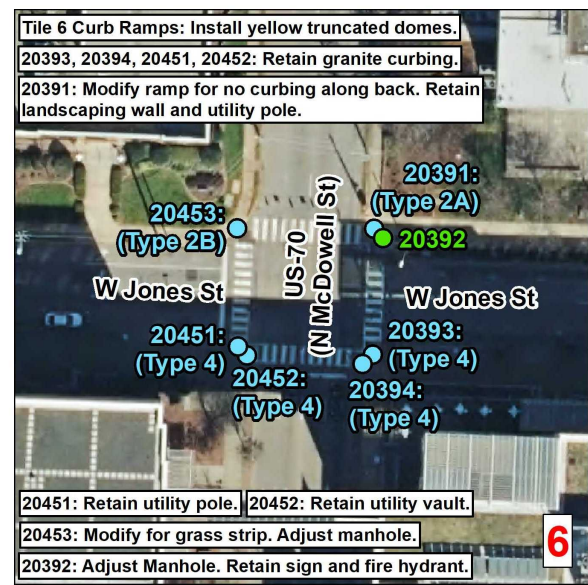 Tile 6 Curb Ramps: Install yellow truncated domes.
20393, 20394, 20451, 20452: Retain granite curbing.
20391: Modify ramp for no curbing along back. Retain
landscaping wall and utility pole.
20391:
(Type 2A)
20453:
(Type 2B)
20392
US-70
(N McDowell St)
W Jones St
W Jones St
20451:
(Type 4)
20393:
(Type 4)
20452:
(Type 4)
20394:
(Type 4)
20451: Retain utility pole.
20452: Retain utility vault.
20453: Modify for grass strip. Adjust manhole.
20392: Adjust Manhole. Retain sign and fire hydrant.
6